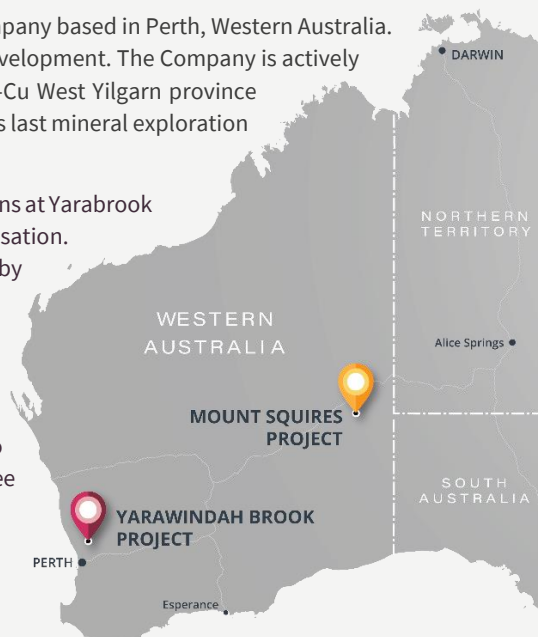 pany based in Perth, Western Australia.
velopment. The Company is actively
-Cu West Yilgarn province
s last mineral exploration
ns at Yarabrook
sation.
by
ee
DARWIN
NORTHERN
TERRITORY
WESTERN
AUSTRALIA
Alice Springs
MOUNT SQUIRES
PROJECT
SOUTH
AUSTRALIA
YARAWINDAH BROOK
PROJECT
PERTH
Esperance